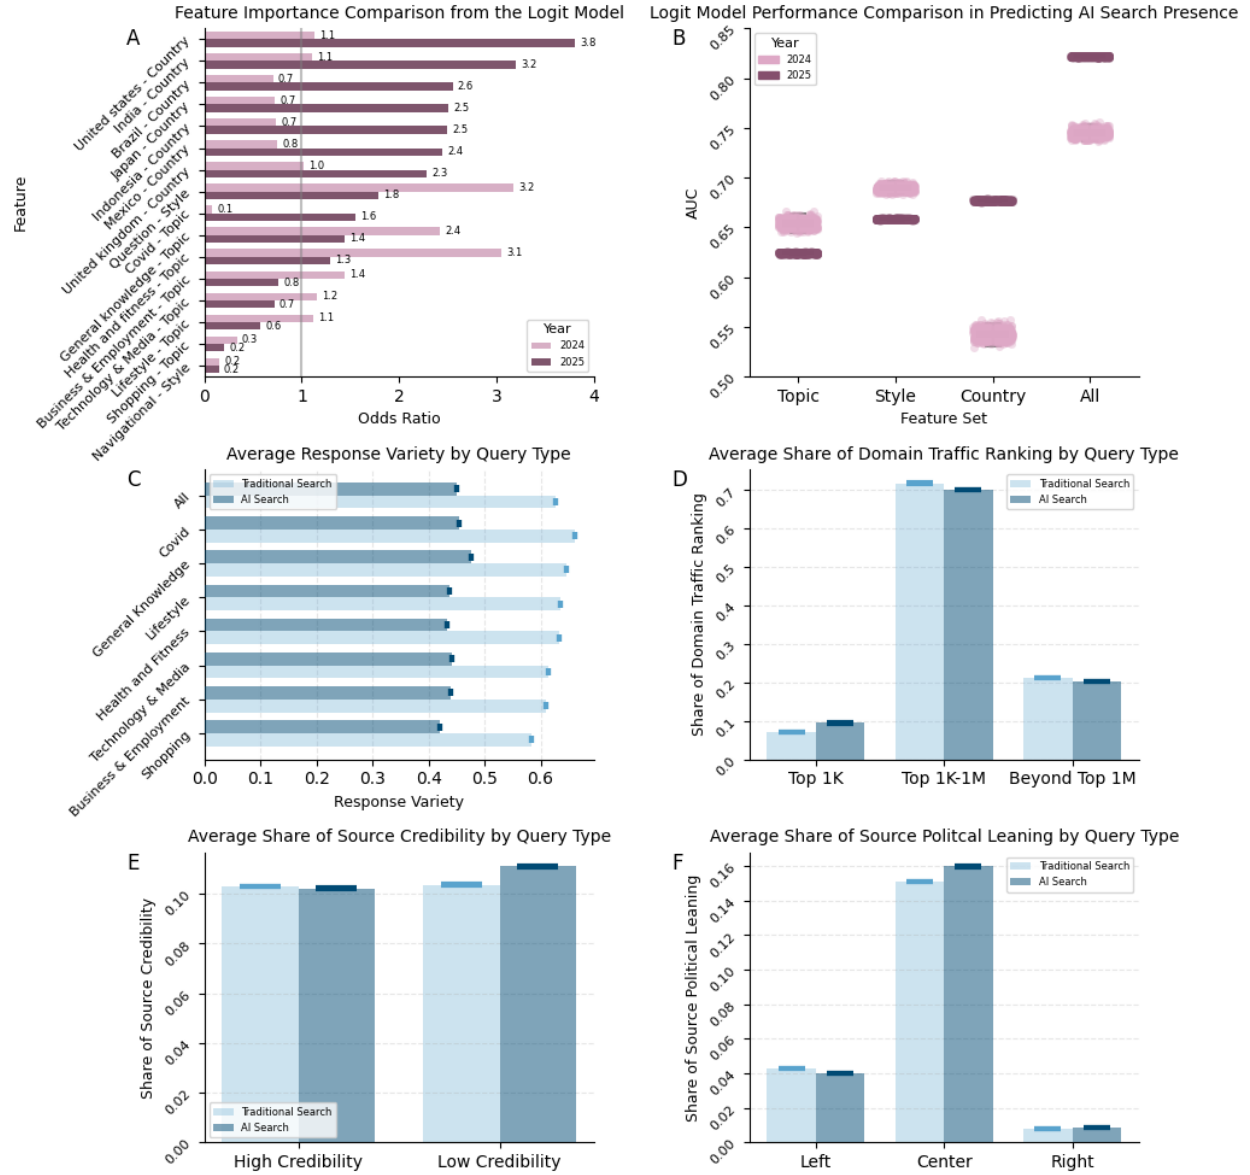 Feature Importance Comparison from the Logit Model
A
Feature
United states - Country
India - Country
Brazil - Country
Japan - Country
Indonesia - Country
Mexico - Country
United kingdom - Country
Question - Style
Covid - Topic
General knowledge - Topic
Health and fitness - Topic
Business & Employment - Topic
Technology & Media - Topic
Lifestyle - Topic
Shopping - Topic
Navigational - Style
1.1
3.8
1.1
3.2
0.7
2.6
0.7
2.5
0.7
2.5
0.8
2.4
1.0
2.3
3.2
1.8
0.1
1.6
2.4
1.4
3.1
1.3
1.4
0.8
1.2
0.7
1.1
0.6
0.3
0.2
0.2
0.2
Year
2024
2025
0 1 2 3 4
Odds Ratio
Logit Model Performance Comparison in Predicting AI Search Presence
B
Year
2024
2025
AUC
0.85
0.80
0.75
0.70
0.65
0.60
0.55
0.50
Topic Style Country All
Feature Set
Average Response Variety by Query Type
C
Traditional Search
AI Search
All
Covid
General Knowledge
Lifestyle
Health and Fitness
Technology & Media
Business & Employment
Shopping
0.0 0.1 0.2 0.3 0.4 0.5 0.6
Response Variety
Average Share of Domain Traffic Ranking by Query Type
D
Traditional Search
AI Search
Share of Domain Traffic Ranking
0.7
0.6
0.5
0.4
0.3
0.2
0.1
0.0
Top 1K Top 1K-1M Beyond Top 1M
Average Share of Source Credibility by Query Type
E
Share of Source Credibility
0.10
0.08
0.06
0.04
0.02
0.00
Traditional Search
AI Search
High Credibility Low Credibility
Average Share of Source Politcal Leaning by Query Type
F
Traditional Search
AI Search
Share of Source Political Leaning
0.16
0.14
0.12
0.10
0.08
0.06
0.04
0.02
0.00
Left Center Right